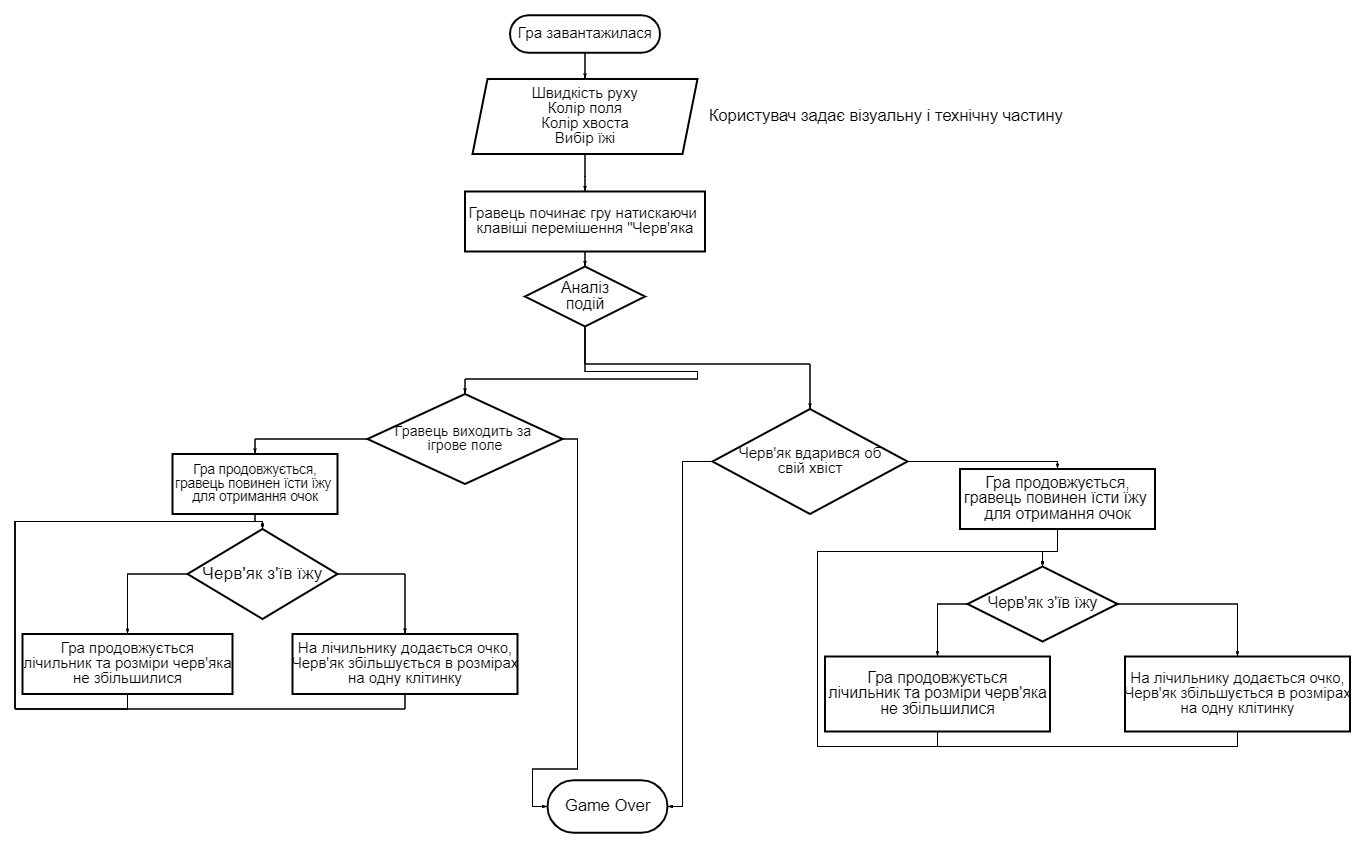 Гра завантажилася
Швидкість руху
Колір поля
Колір хвоста
Вибір їжі
Користувач задає візуальну і технічну частину
Гравець починає гру натискаючи
клавіші перемішення "Черв'яка
Аналіз
подій
Гравець виходить за
ігрове поле
Черв'як вдарився об
свій хвіст
Гра продовжується,
гравець повинен їсти їжу
для отримання очок
Гра продовжується,
гравець повинен їсти їжу
для отримання очок
Черв'як з'їв їжу
Черв'як з'їв їжу
Гра продовжується
лічильник та розміри черв'яка
не збільшилися
На лічильнику додається очко,
Черв'як збільшується в розмірах
на одну клітинку
Гра продовжується
лічильник та розміри черв'яка
не збільшилися
На лічильнику додається очко,
Черв'як збільшується в розмірах
на одну клітинку
Game Over